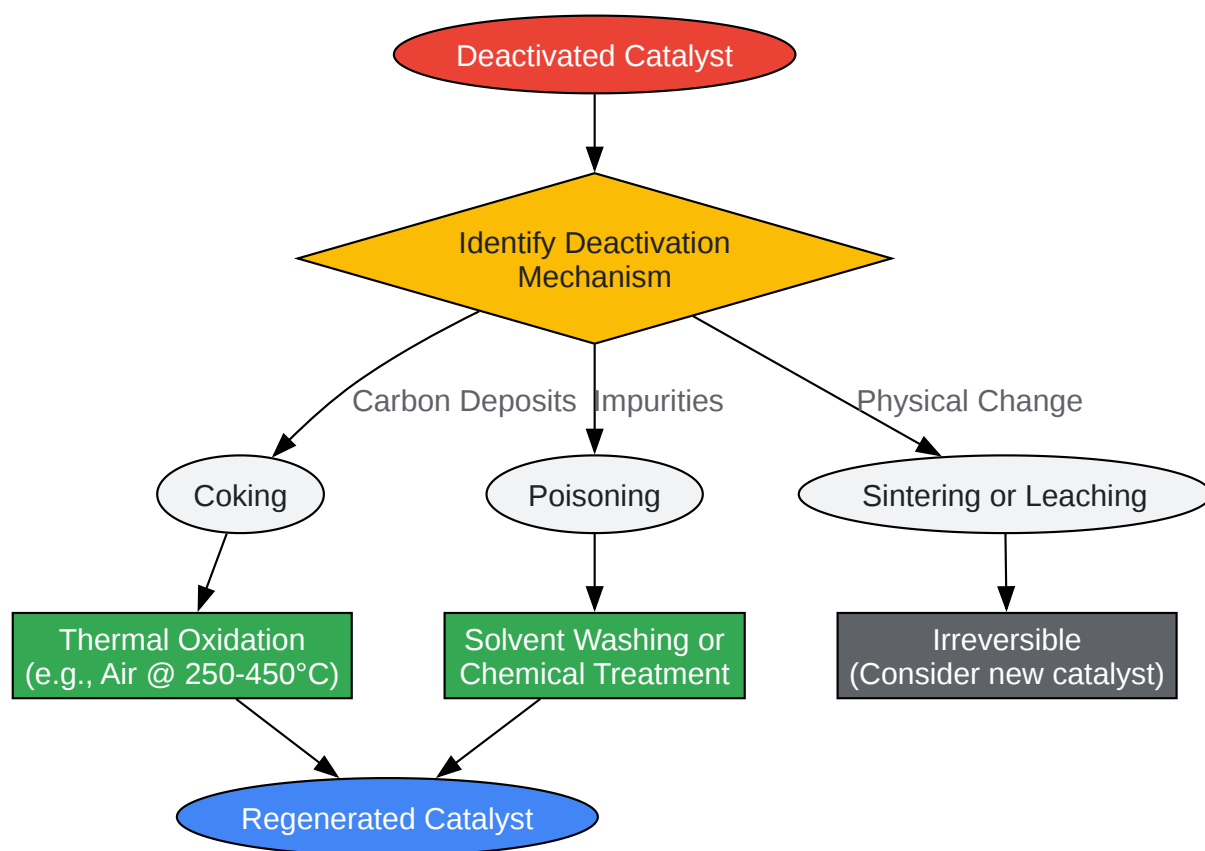 Deactivated Catalyst
Identify Deactivation
Mechanism
Carbon Deposits
Impurities
Physical Change
Coking
Poisoning
Sintering or Leaching
Thermal Oxidation
(e.g., Air @ 250-450°C)
Solvent Washing or
Chemical Treatment
Irreversible
(Consider new catalyst)
Regenerated Catalyst